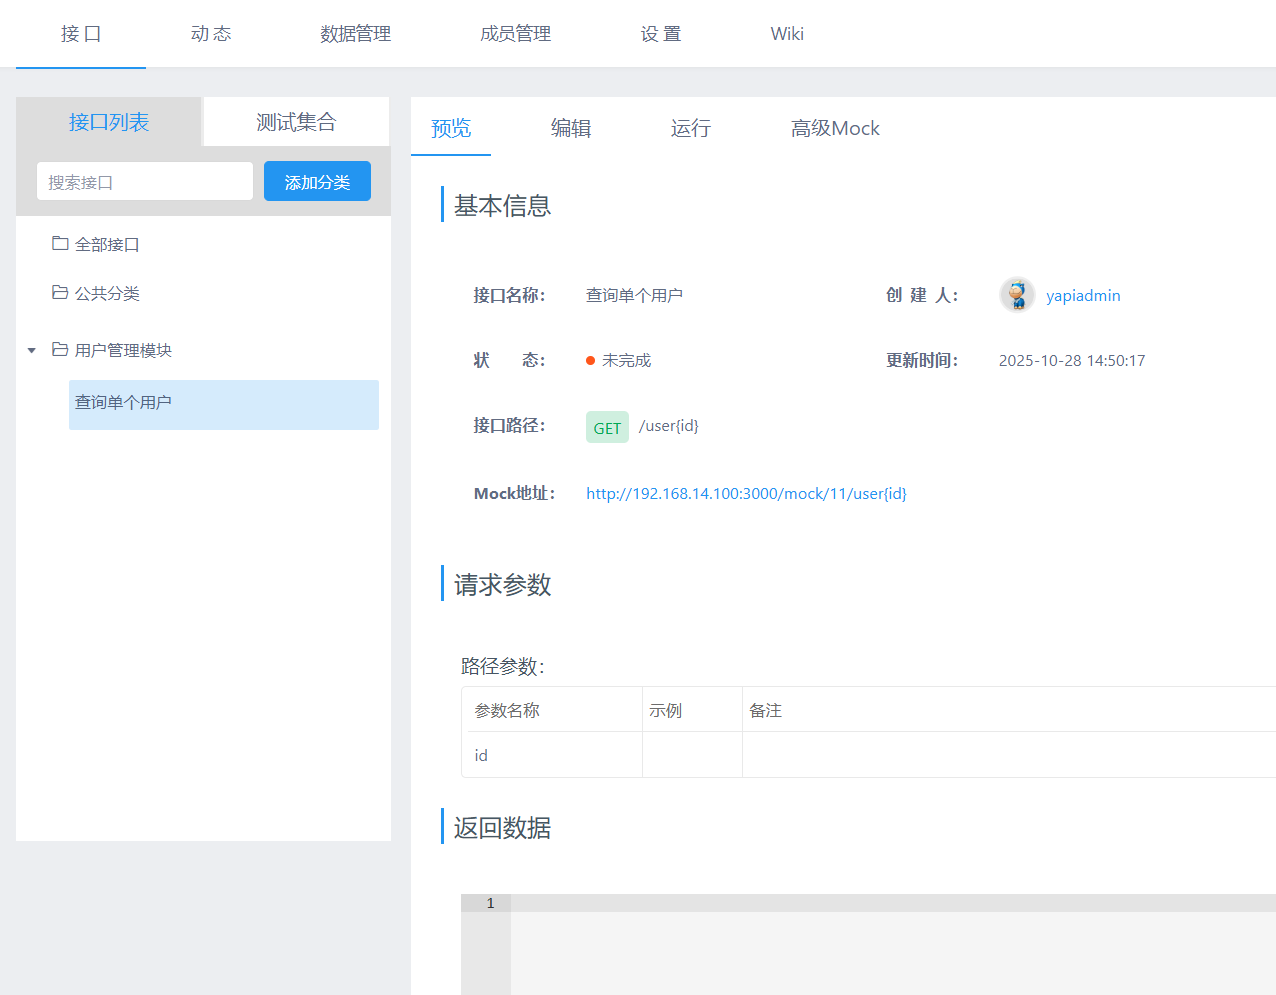 接 口 动 态 数据管理 成员管理 设 置 Wiki
接口列表 测试集合
搜索接口 添加分类
全部接口
公共分类
用户管理模块
查询单个用户
预览 编辑 运行 高级Mock
基本信息
接口名称： 查询单个用户 创 建 人： yapiadmin
状 态： 未完成 更新时间： 2025-10-28 14:50:17
接口路径： GET /user{id}
Mock地址： http://192.168.14.100:3000/mock/11/user{id}
请求参数
路径参数：
参数名称 示例 备注
id
返回数据
1